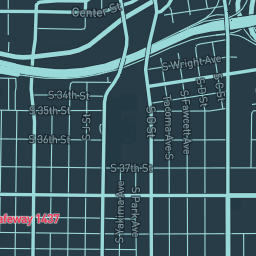 Center St
S Wright Ave
S 34th St
S 35th St
S 36th St
S I St
S G St
Tacoma Ave S
S Fawcett Ave
S D St
S C St
S 37th St
S Yakima Ave
S Park Ave
afeway 1437